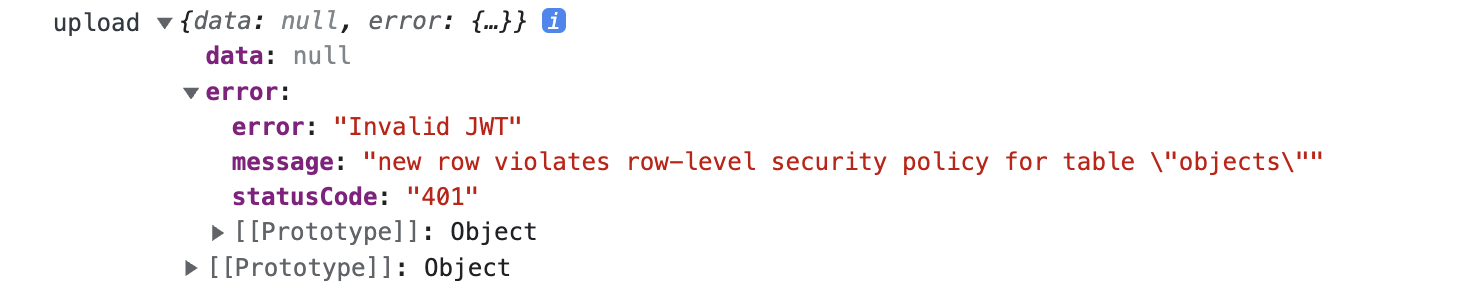 upload ▼{data: null, error: {…}} i
data: null
▼error:
error: "Invalid JWT"
message: "new row violates row-level security policy for table \"objects\""
statusCode: "401"
▶[[Prototype]]: Object
▶[[Prototype]]: Object